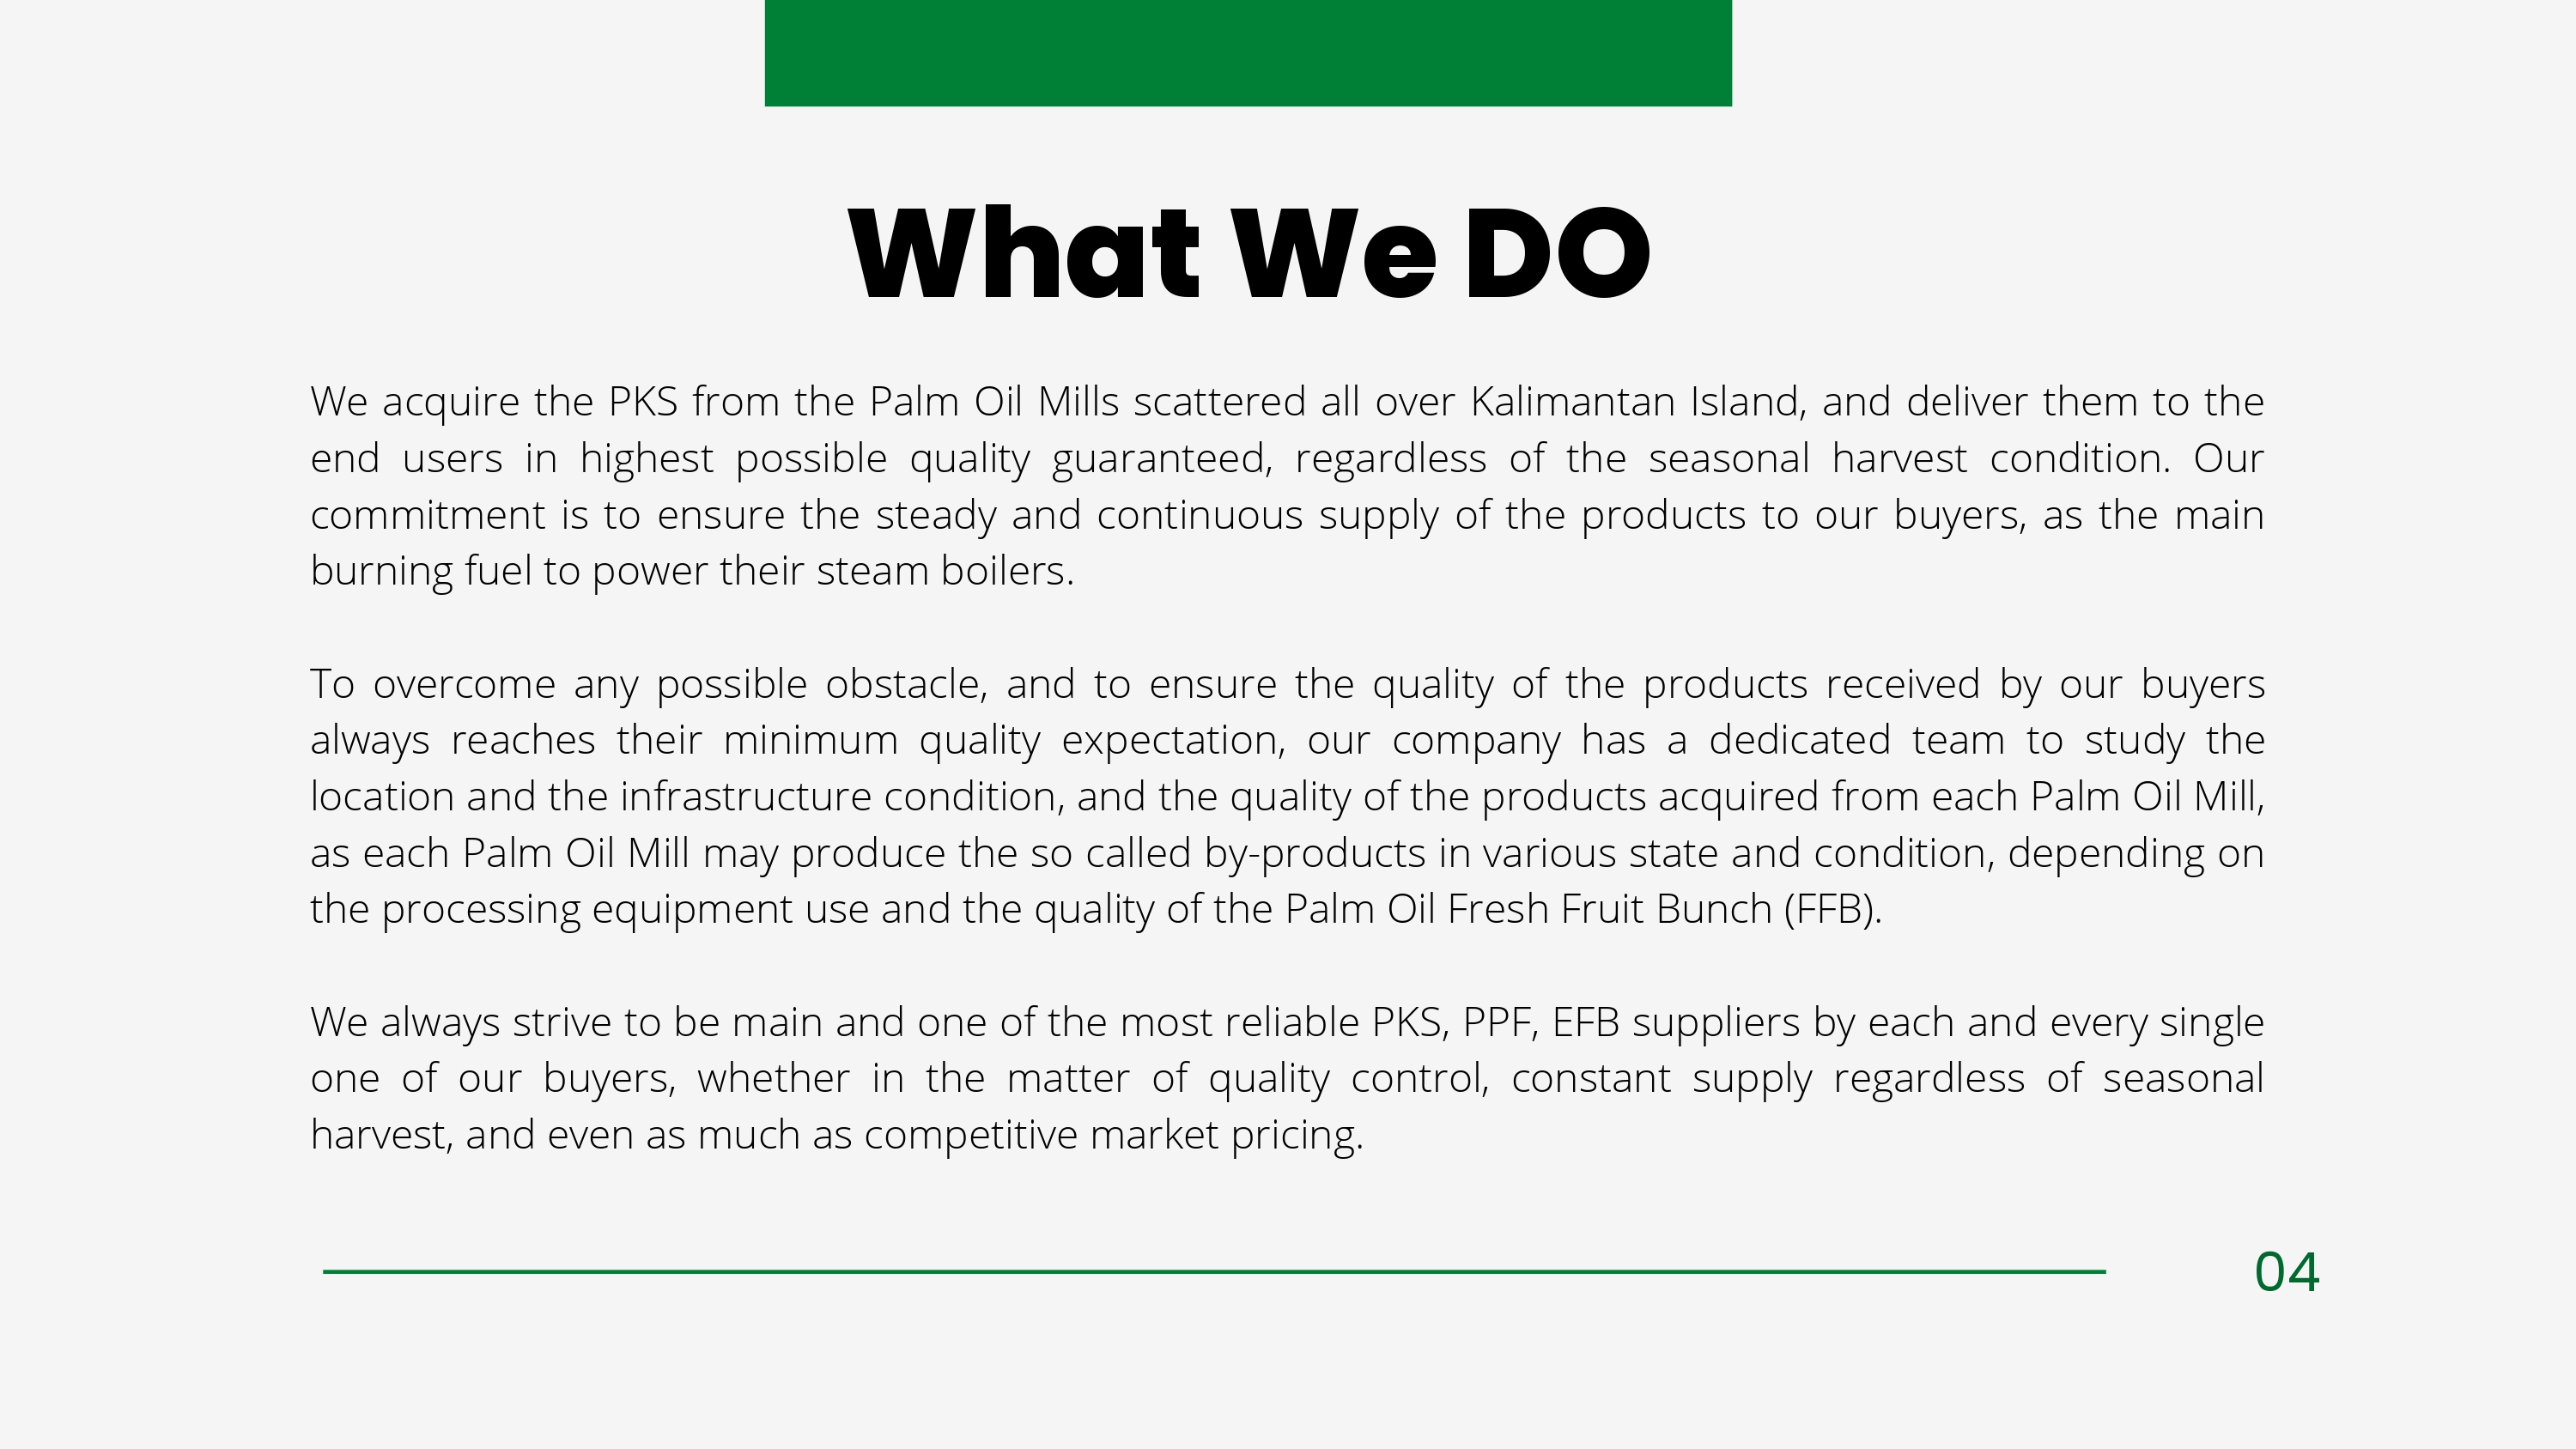 What We DO
We acquire the PKS from the Palm Oil Mills scattered all over Kalimantan Island, and deliver them to the
end users in highest possible quality guaranteed, regardless of the seasonal harvest condition. Our
commitment is to ensure the steady and continuous supply of the products to our buyers, as the main
burning fuel to power their steam boilers.
To overcome any possible obstacle, and to ensure the quality of the products received by our buyers
always reaches their minimum quality expectation, our company has a dedicated team to study the
location and the infrastructure condition, and the quality of the products acquired from each Palm Oil Mill,
as each Palm Oil Mill may produce the so called by-products in various state and condition, depending on
the processing equipment use and the quality of the Palm Oil Fresh Fruit Bunch (FFB).
We always strive to be main and one of the most reliable PKS, PPF, EFB suppliers by each and every single
one of our buyers, whether in the matter of quality control, constant supply regardless of seasonal
harvest, and even as much as competitive market pricing.
04